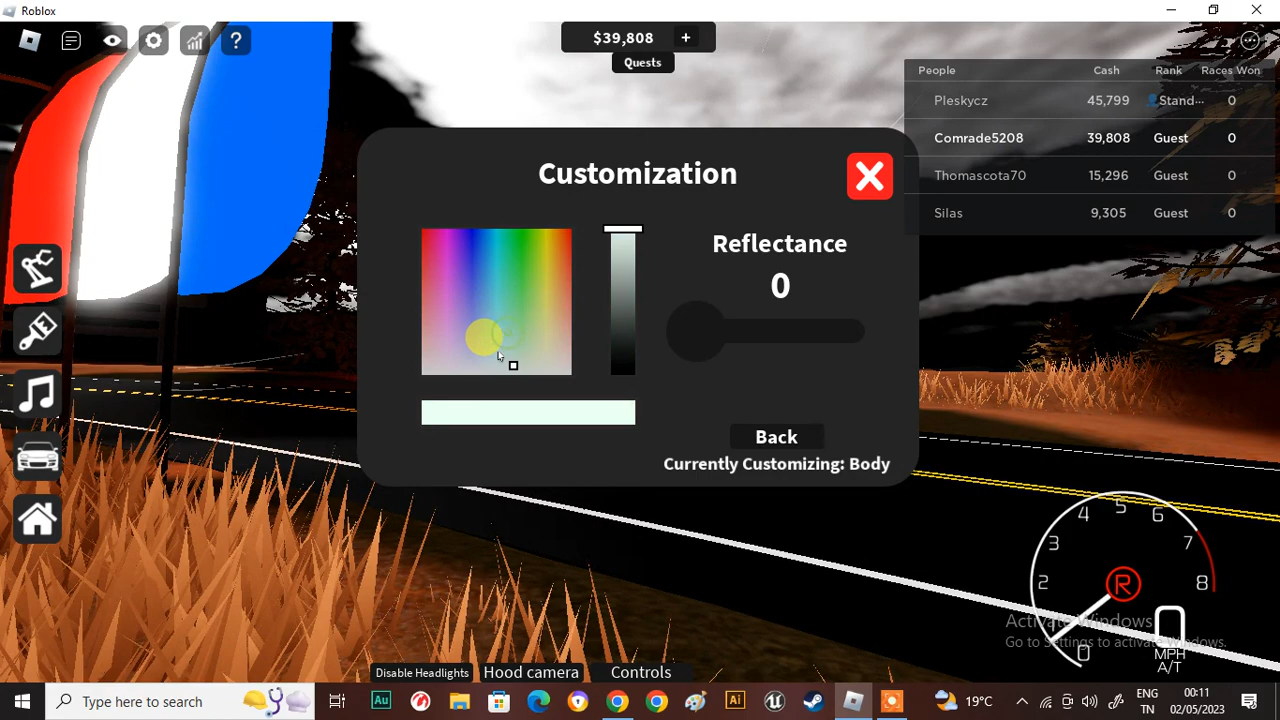 Roblox
$39,808 +
Quests
?
People Cash Rank Races Won
Pleskycz 45,799 Stand··· 0
Comrade5208 39,808 Guest 0
Thomascota70 15,296 Guest 0
Silas 9,305 Guest 0
Customization
Reflectance
0
Back
Currently Customizing: Body
0 2 3 4 5 6 7 8
R
0
MPH
A/T
Activate Windows
Go to Settings to activate Windows.
Disable Headlights Hood camera Controls
Type here to search
Au
Ai
19°C
ENG
TN
00:11
02/05/2023